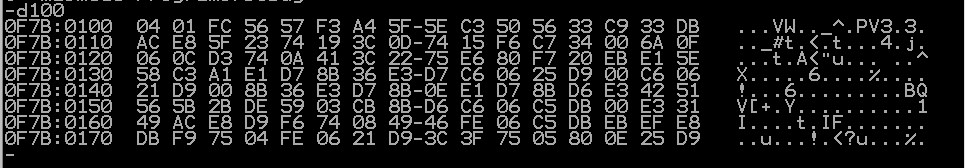 -d100
0F7B:0100 04 01 FC 56 57 F3 A4 5F-5E C3 50 56 33 C9 33 DB ...VW.._^.PV3.3.
0F7B:0110 AC E8 5F 23 74 19 3C 0D-74 15 F6 C7 34 00 6A 0F .._#t.<.t...4.j.
0F7B:0120 06 0C D3 74 0A 41 3C 22-75 E6 80 F7 20 EB E1 5E ...t.A<"u... ..^
0F7B:0130 58 C3 A1 E1 D7 8B 36 E3-D7 C6 06 25 D9 00 C6 06 X.....6....%....
0F7B:0140 21 D9 00 8B 36 E3 D7 8B-0E E1 D7 8B D6 E3 42 51 !...6.........BQ
0F7B:0150 56 5B 2B DE 59 03 CB 8B-D6 C6 06 C5 DB 00 E3 31 V[+.Y..........1
0F7B:0160 49 AC E8 D9 F6 74 08 49-46 FE 06 C5 DB EB EF E8 I....t.IF.......
0F7B:0170 DB F9 75 04 FE 06 21 D9-3C 3F 75 05 80 0E 25 D9 ..u...!.<?u...%.
-